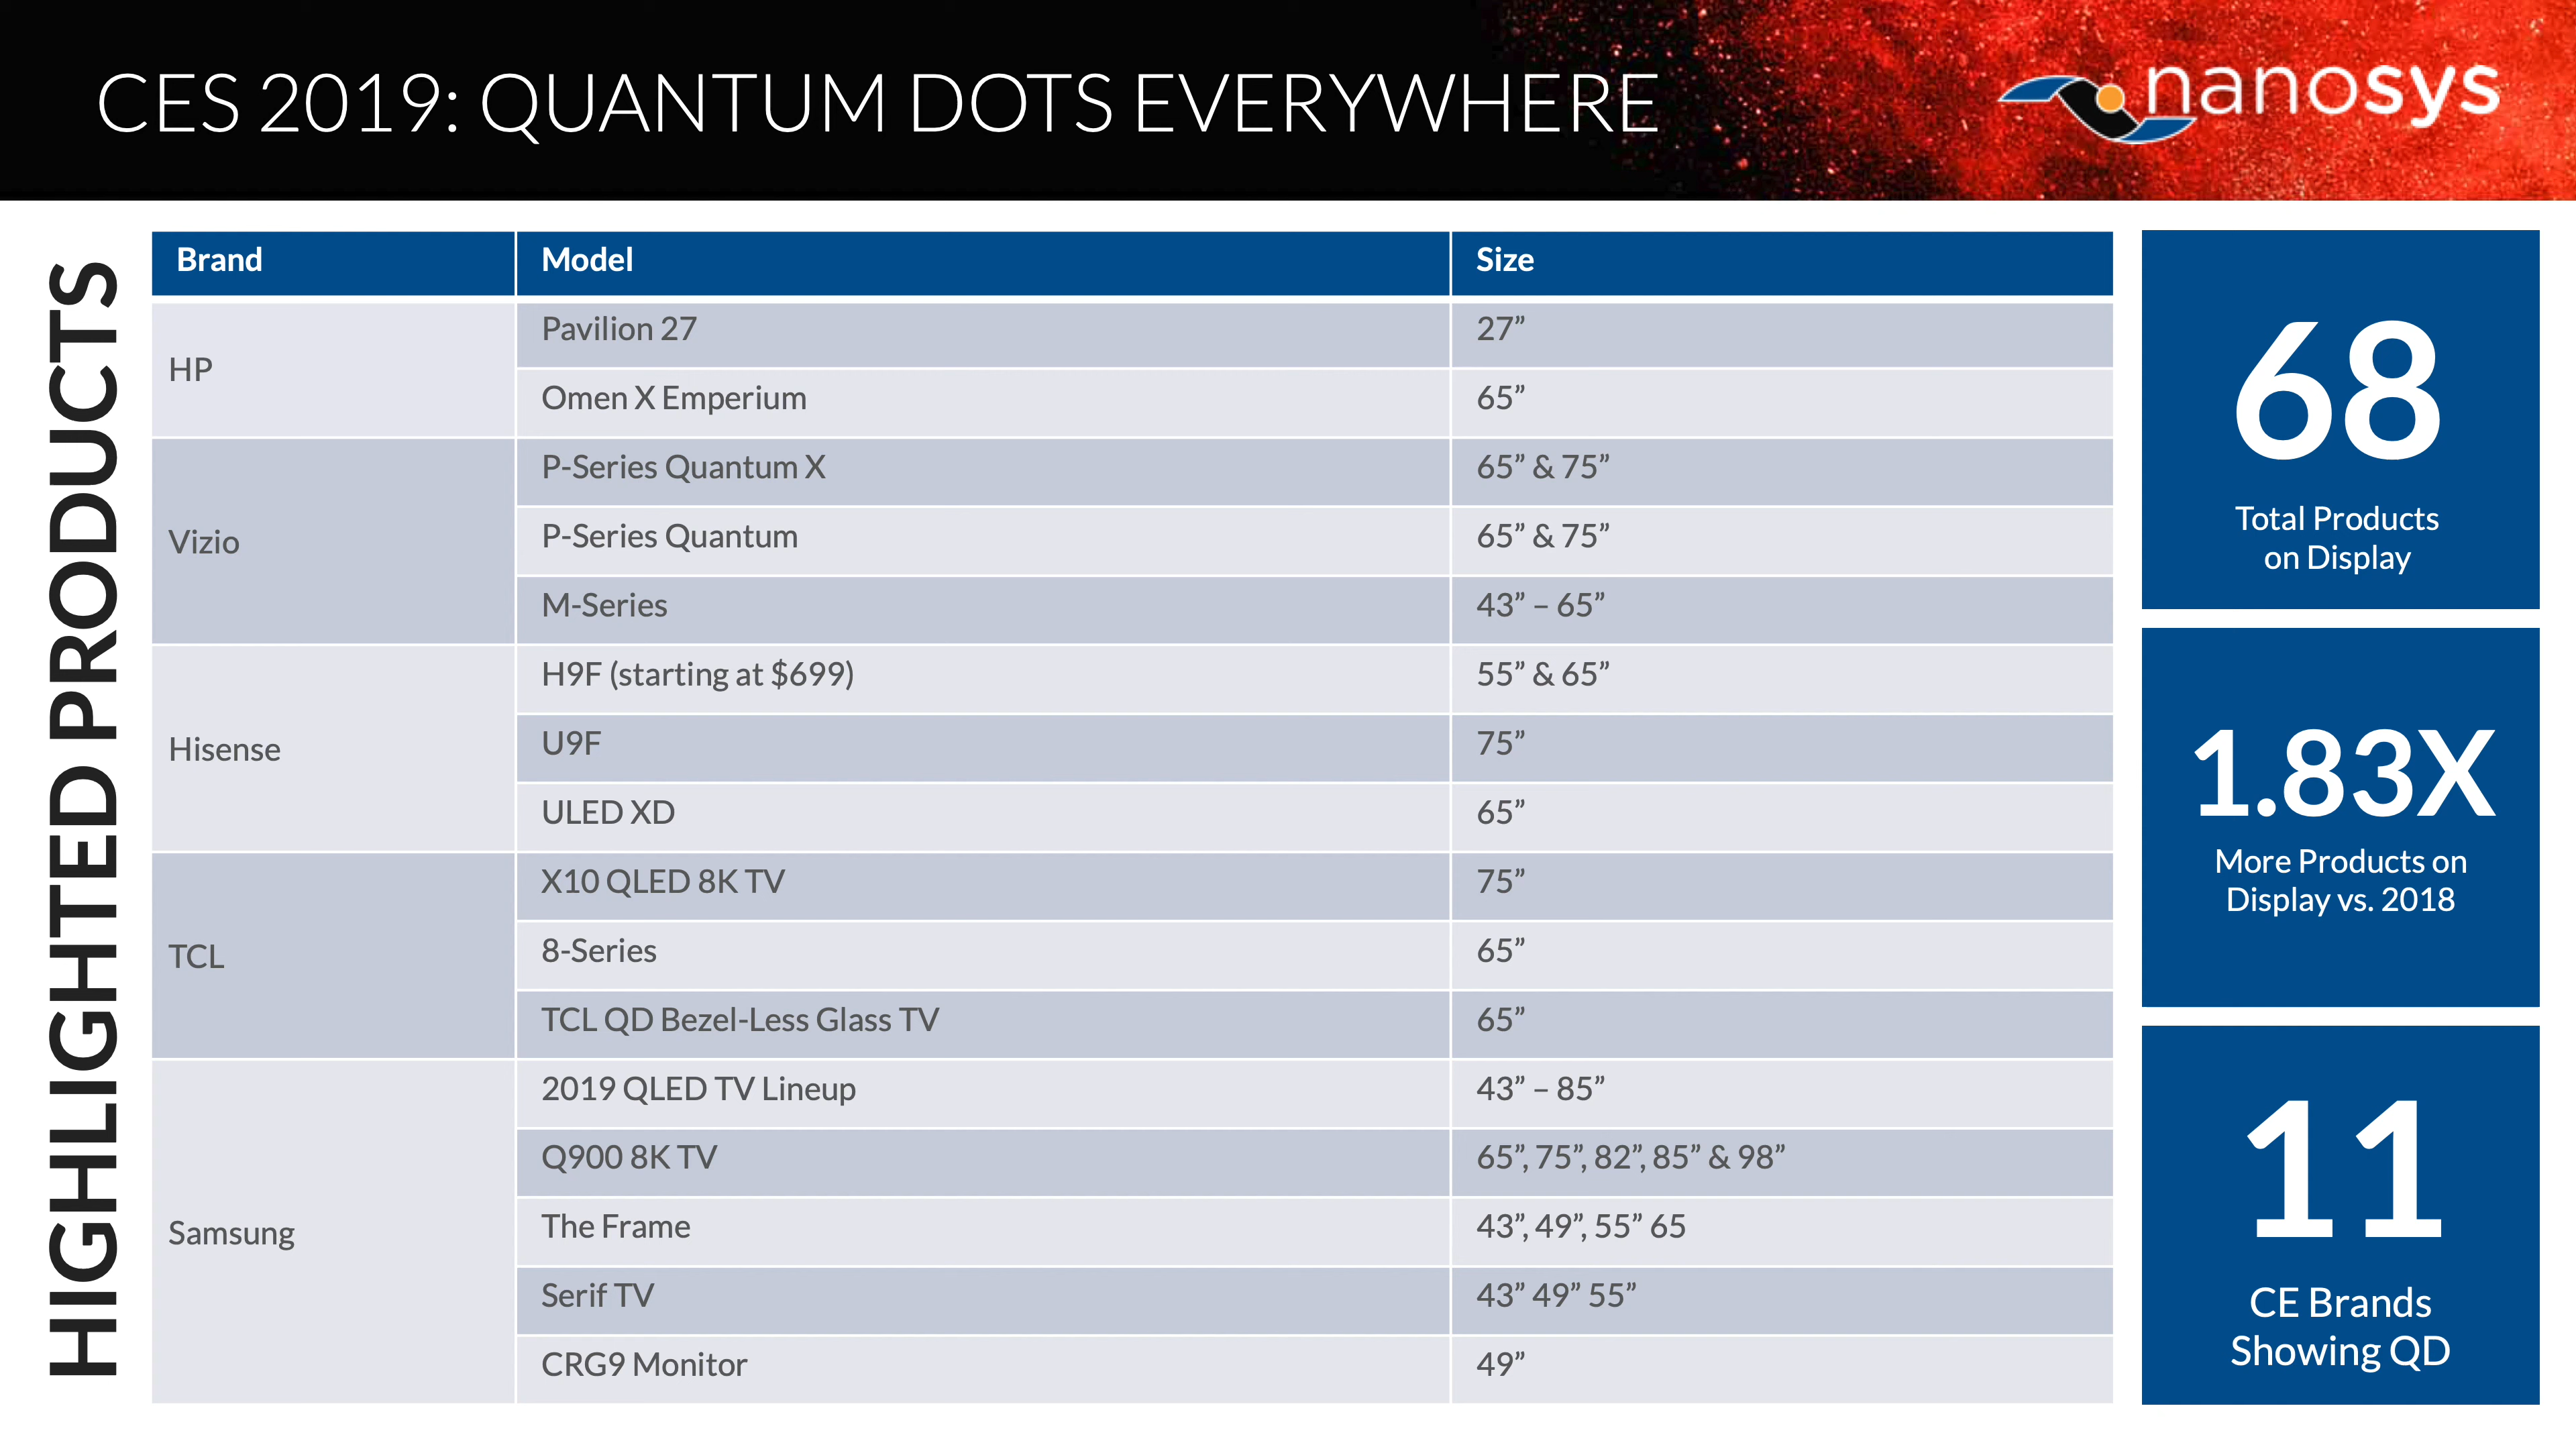 CES 2019: QUANTUM DOTS EVERYWHERE
nanosys
HIGHLIGHTED PRODUCTS
Brand Model Size
HP
Pavilion 27 27”
Omen X Emperium 65”
Vizio
P-Series Quantum X 65” & 75”
P-Series Quantum 65” & 75”
M-Series 43” – 65”
Hisense
H9F (starting at $699) 55” & 65”
U9F 75”
ULED XD 65”
TCL
X10 QLED 8K TV 75”
8-Series 65”
TCL QD Bezel-Less Glass TV 65”
Samsung
2019 QLED TV Lineup 43” – 85”
Q900 8K TV 65”, 75”, 82”, 85” & 98”
The Frame 43”, 49”, 55” 65
Serif TV 43” 49” 55”
CRG9 Monitor 49”
68
Total Products
on Display
1.83X
More Products on
Display vs. 2018
11
CE Brands
Showing QD